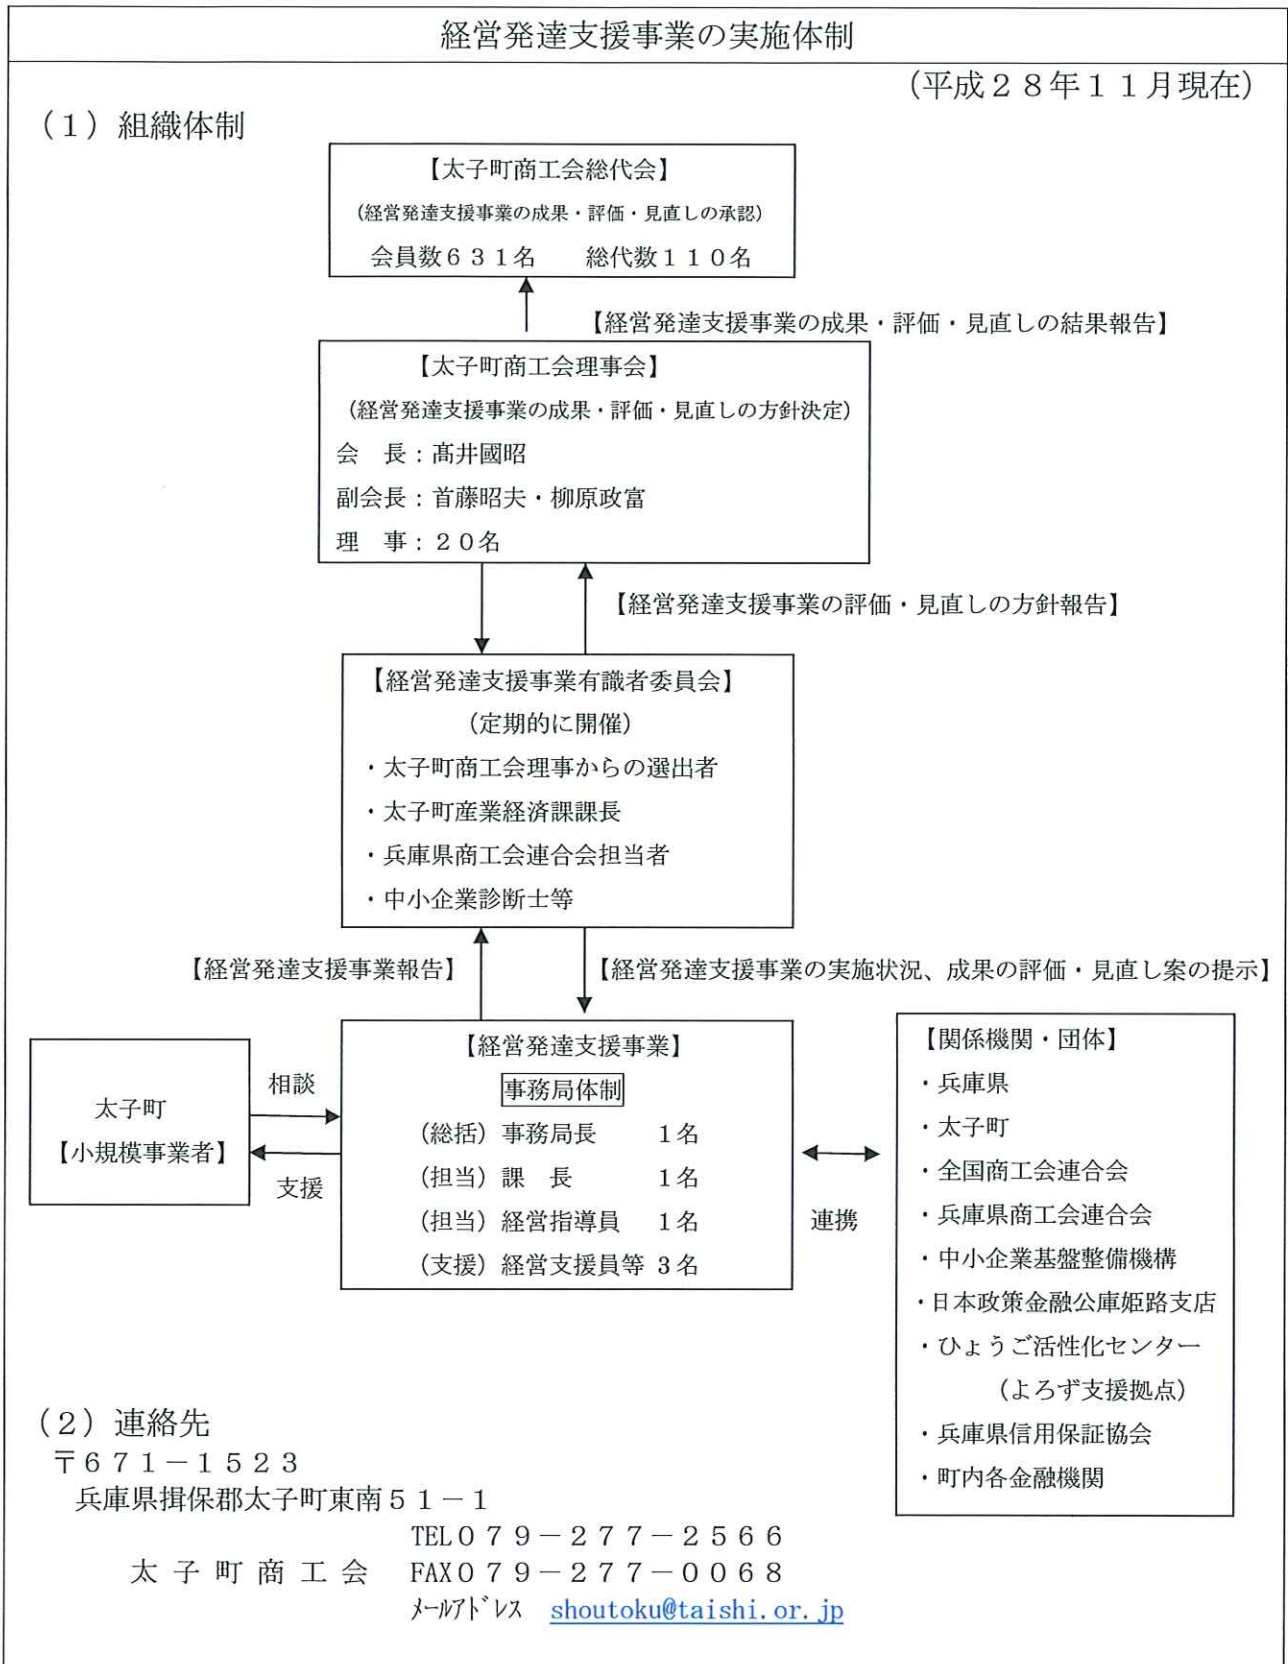 経営発達支援事業の実施体制
（平成２８年１１月現在）
（１）組織体制
【太子町商工会総代会】
（経営発達支援事業の成果・評価・見直しの承認）
会員数６３１名　　総代数１１０名
【経営発達支援事業の成果・評価・見直しの結果報告】
【太子町商工会理事会】
（経営発達支援事業の成果・評価・見直しの方針決定）
会　長：髙井國昭
副会長：首藤昭夫・柳原政富
理　事：２０名
【経営発達支援事業の評価・見直しの方針報告】
【経営発達支援事業有識者委員会】
（定期的に開催）
・太子町商工会理事からの選出者
・太子町産業経済課課長
・兵庫県商工会連合会担当者
・中小企業診断士等
【経営発達支援事業報告】
【経営発達支援事業の実施状況、成果の評価・見直し案の提示】
太子町
【小規模事業者】
相談
支援
【経営発達支援事業】
事務局体制
（総括）事務局長　　１名
（担当）課　長　　　１名
（担当）経営指導員　１名
（支援）経営支援員等 ３名
連携
【関係機関・団体】
・兵庫県
・太子町
・全国商工会連合会
・兵庫県商工会連合会
・中小企業基盤整備機構
・日本政策金融公庫姫路支店
・ひょうご活性化センター
（よろず支援拠点）
・兵庫県信用保証協会
・町内各金融機関
（２）連絡先
〒６７１－１５２３
兵庫県揖保郡太子町東南５１－１
TEL０７９－２７７－２５６６
太 子 町 商 工 会　FAX０７９－２７７－００６８
ﾒｰﾙｱﾄﾞﾚｽ　shoutoku@taishi.or.jp